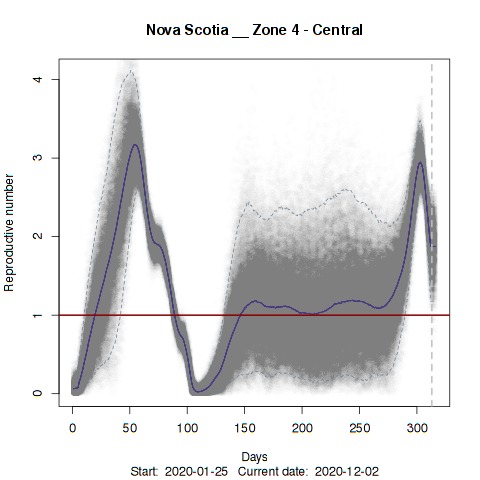 Nova Scotia __ Zone 4 - Central
4
3
2
1
0
Reproductive number
0 50 100 150 200 250 300
Days
Start: 2020-01-25 Current date: 2020-12-02